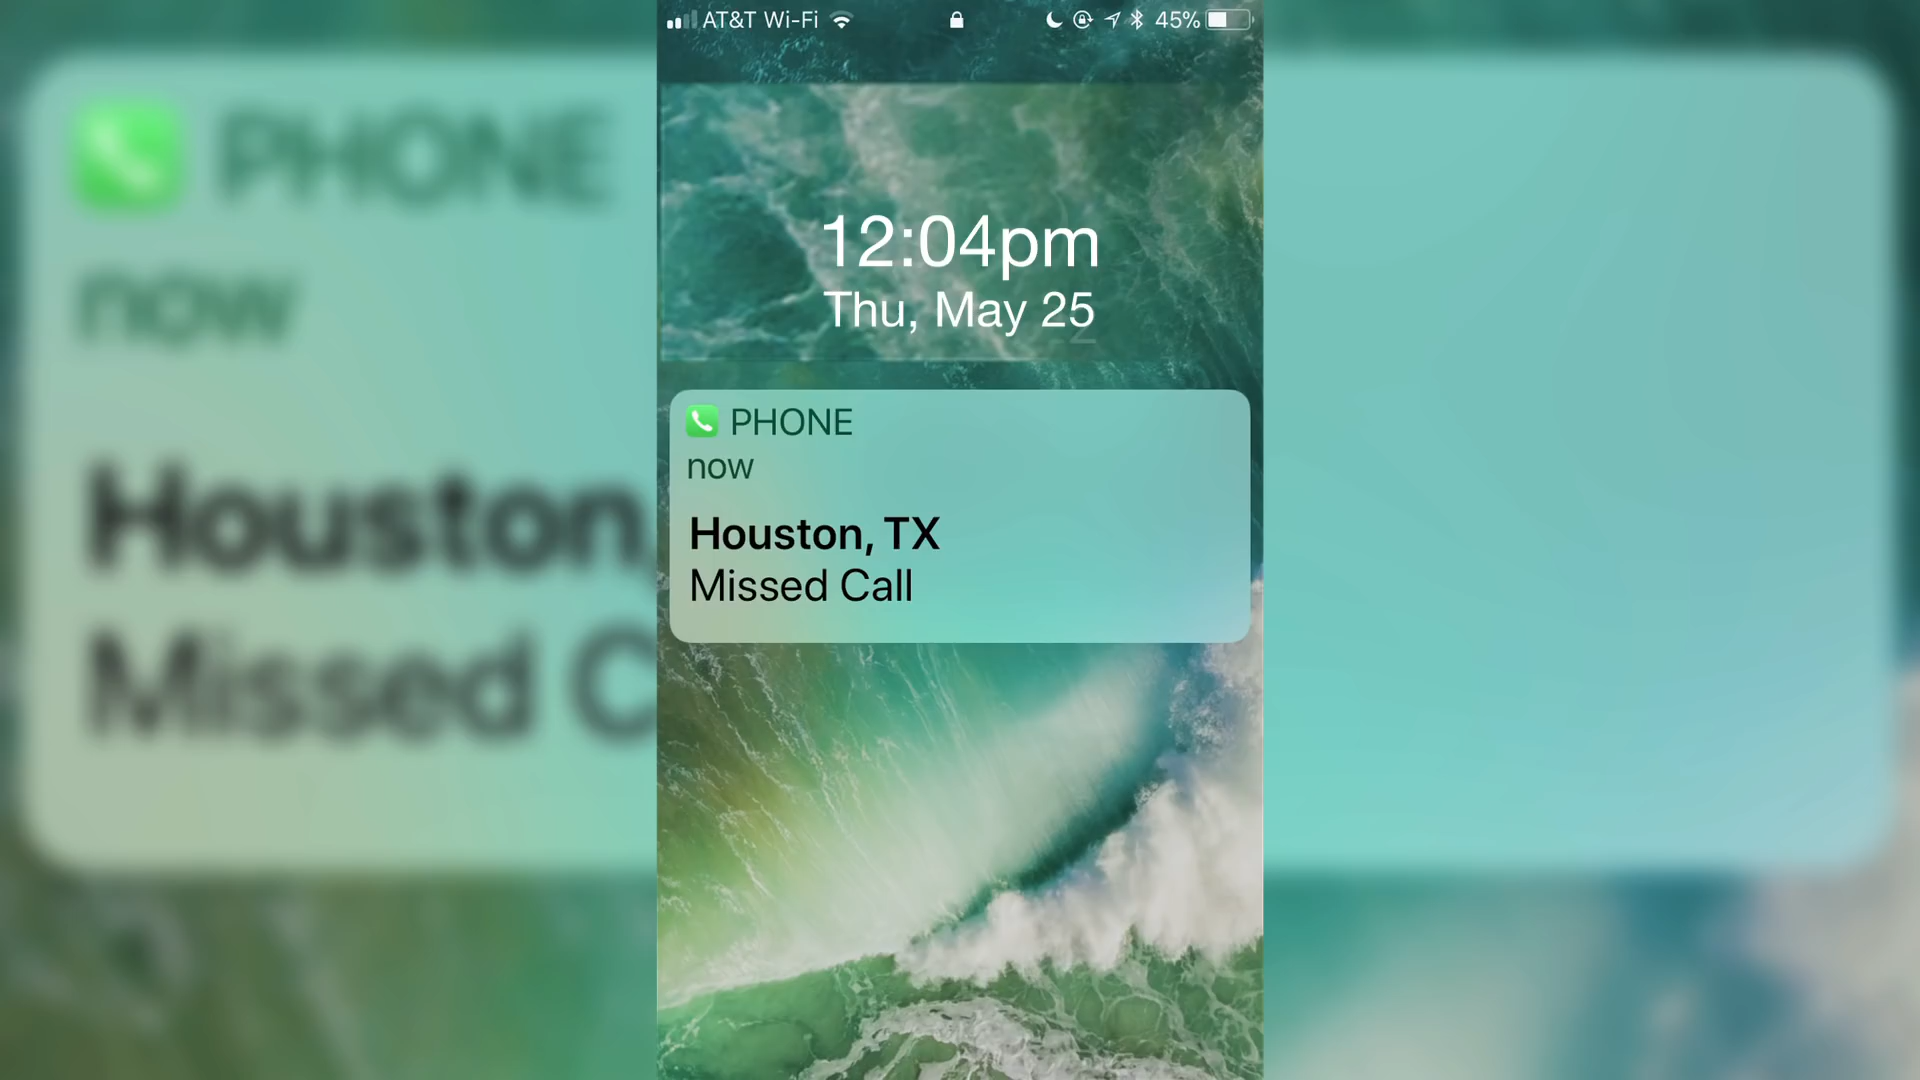 AT&T Wi-Fi 45%
12:04pm
Thu, May 25
PHONE
now
Houston, TX
Missed Call
PHONE
now
Houston,
Missed C